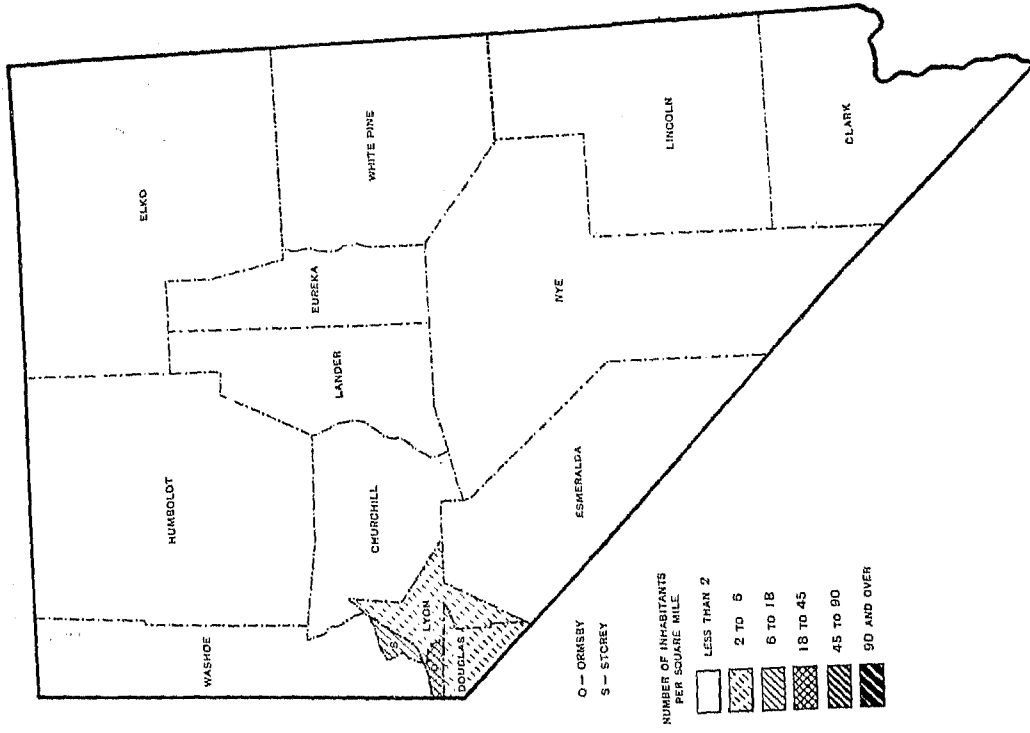 ELKO
WHITE PINE
LINCOLN
CLARK
EUREKA
NYE
LANDER
HUMBOLDT
CHURCHILL
ESMERALDA
WASHOE
LYON
S
O
DOUGLAS
O – ORMSBY
S – STOREY
NUMBER OF INHABITANTS
PER SQUARE MILE
LESS THAN 2
2 TO 6
6 TO 18
18 TO 45
45 TO 90
90 AND OVER